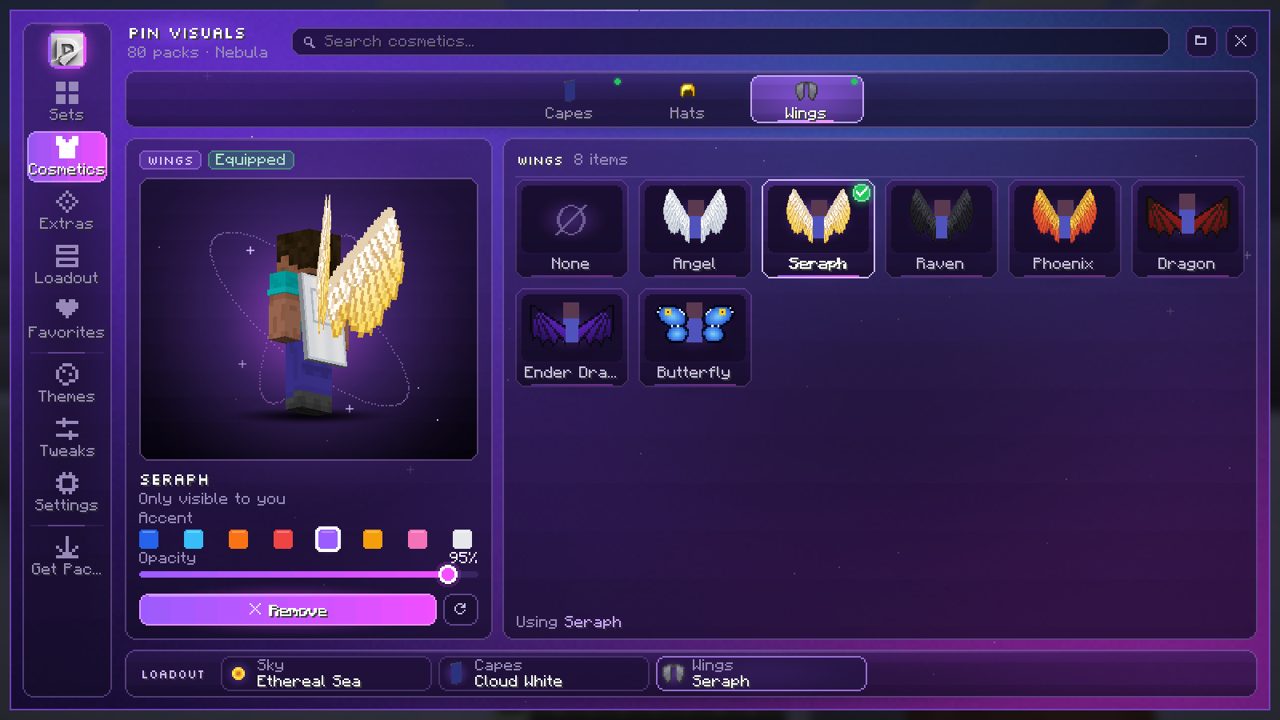 PIN VISUALS
80 packs · Nebula
Search cosmetics...
Sets
Cosmetics
Extras
Loadout
Favorites
Themes
Tweaks
Settings
Get Pac...
Capes
Hats
Wings
WINGS
Equipped
SERAPH
Only visible to you
Accent
Opacity
95%
Remove
WINGS 8 items
None
Angel
Seraph
Raven
Phoenix
Dragon
Ender Dra...
Butterfly
Using Seraph
LOADOUT
Sky
Ethereal Sea
Capes
Cloud White
Wings
Seraph